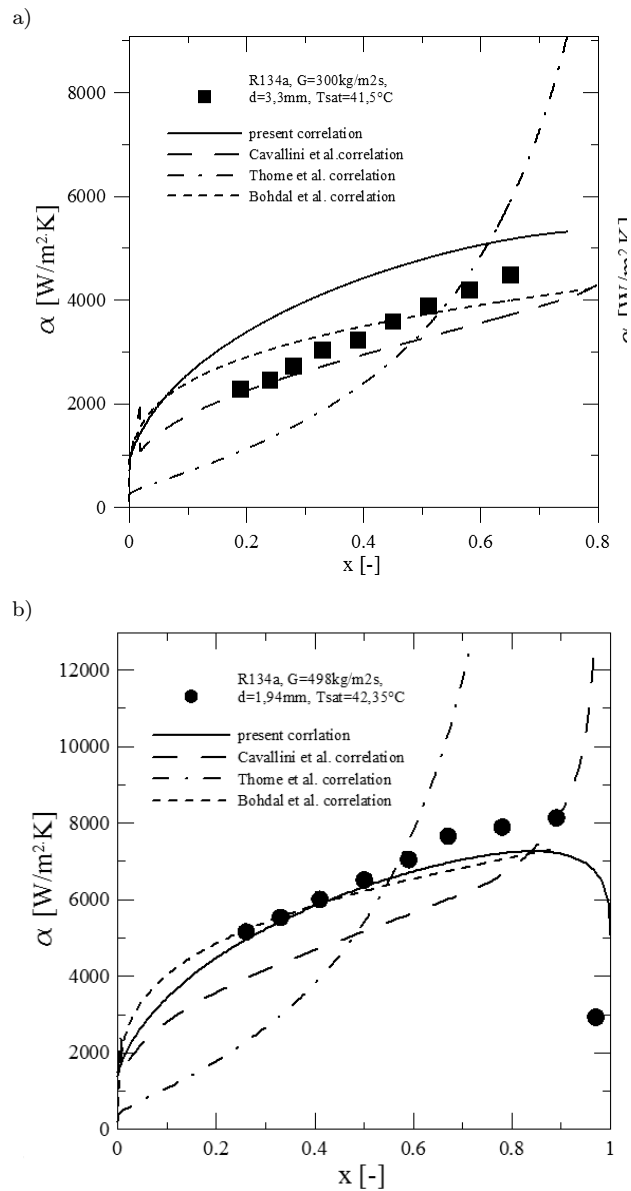 a)
8000
6000
4000
2000
0
α [W/m²·K]
R134a, G=300kg/m2s,
d=3,3mm, Tsat=41,5°C
present correlation
Cavallini et al.correlation
Thome et al. correlation
Bohdal et al. correlation
α [W/m²K]
0
0.2
0.4
0.6
0.8
x [-]
b)
12000
10000
8000
6000
4000
2000
0
α [W/m²K]
R134a, G=498kg/m2s,
d=1,94mm, Tsat=42,35°C
present corrlation
Cavallini et al. correlation
Thome et al. correlation
Bohdal et al. correlation
0
0.2
0.4
0.6
0.8
1
x [-]